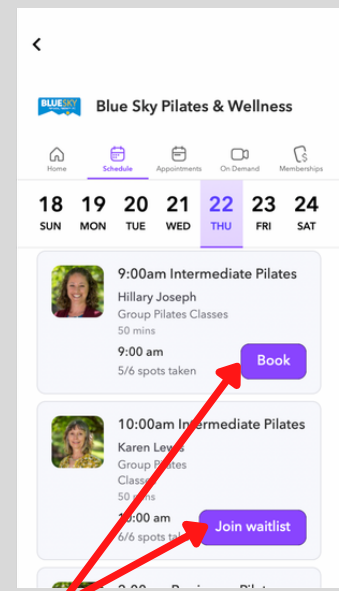 BLUESKY
Blue Sky Pilates & Wellness
Home Schedule Appointments On Demand Memberships
18 19 20 21 22 23 24
SUN MON TUE WED THU FRI SAT
9:00am Intermediate Pilates
Hillary Joseph
Group Pilates Classes
50 mins
9:00 am
5/6 spots taken
Book
10:00am Intermediate Pilates
Karen Lewis
Group Pilates
Classes
50 mins
10:00 am
6/6 spots taken
Join waitlist